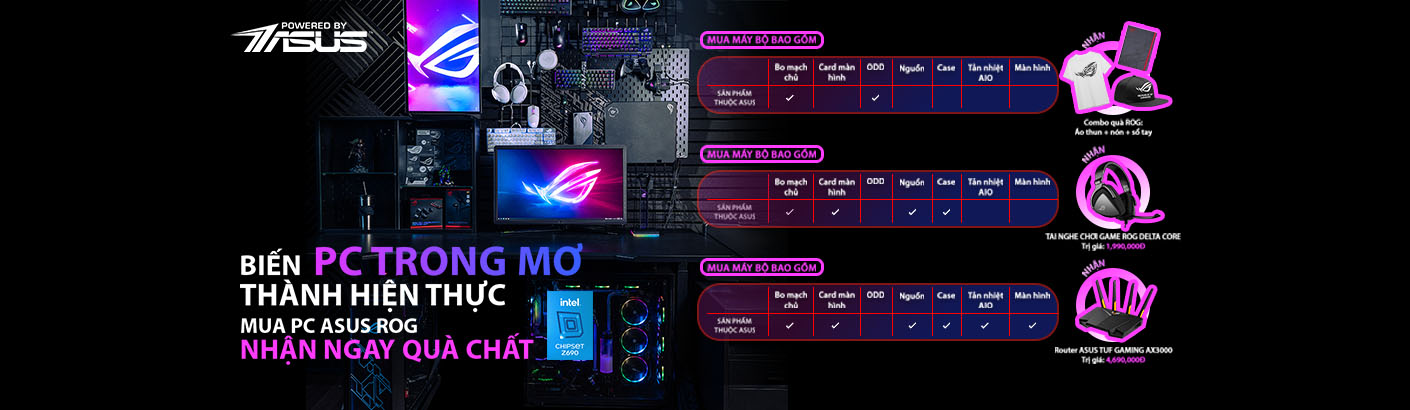 POWERED BY
ASUS
BIẾN PC TRONG MƠ
THÀNH HIỆN THỰC
MUA PC ASUS ROG
NHẬN NGAY QUÀ CHẤT
intel
CHIPSET
Z690
MUA MÁY BỘ BAO GỒM
Bo mạch chủ Card màn hình ODD Nguồn Case Tản nhiệt AIO Màn hình
SẢN PHẨM
THUỘC ASUS
NHẬN
Combo quà ROG:
Áo thun + nón + sổ tay
MUA MÁY BỘ BAO GỒM
Bo mạch chủ Card màn hình ODD Nguồn Case Tản nhiệt AIO Màn hình
SẢN PHẨM
THUỘC ASUS
NHẬN
TAI NGHE CHƠI GAME ROG DELTA CORE
Trị giá: 1,990,000Đ
MUA MÁY BỘ BAO GỒM
Bo mạch chủ Card màn hình ODD Nguồn Case Tản nhiệt AIO Màn hình
SẢN PHẨM
THUỘC ASUS
NHẬN
Router ASUS TUF GAMING AX3000
Trị giá: 4,690,000Đ